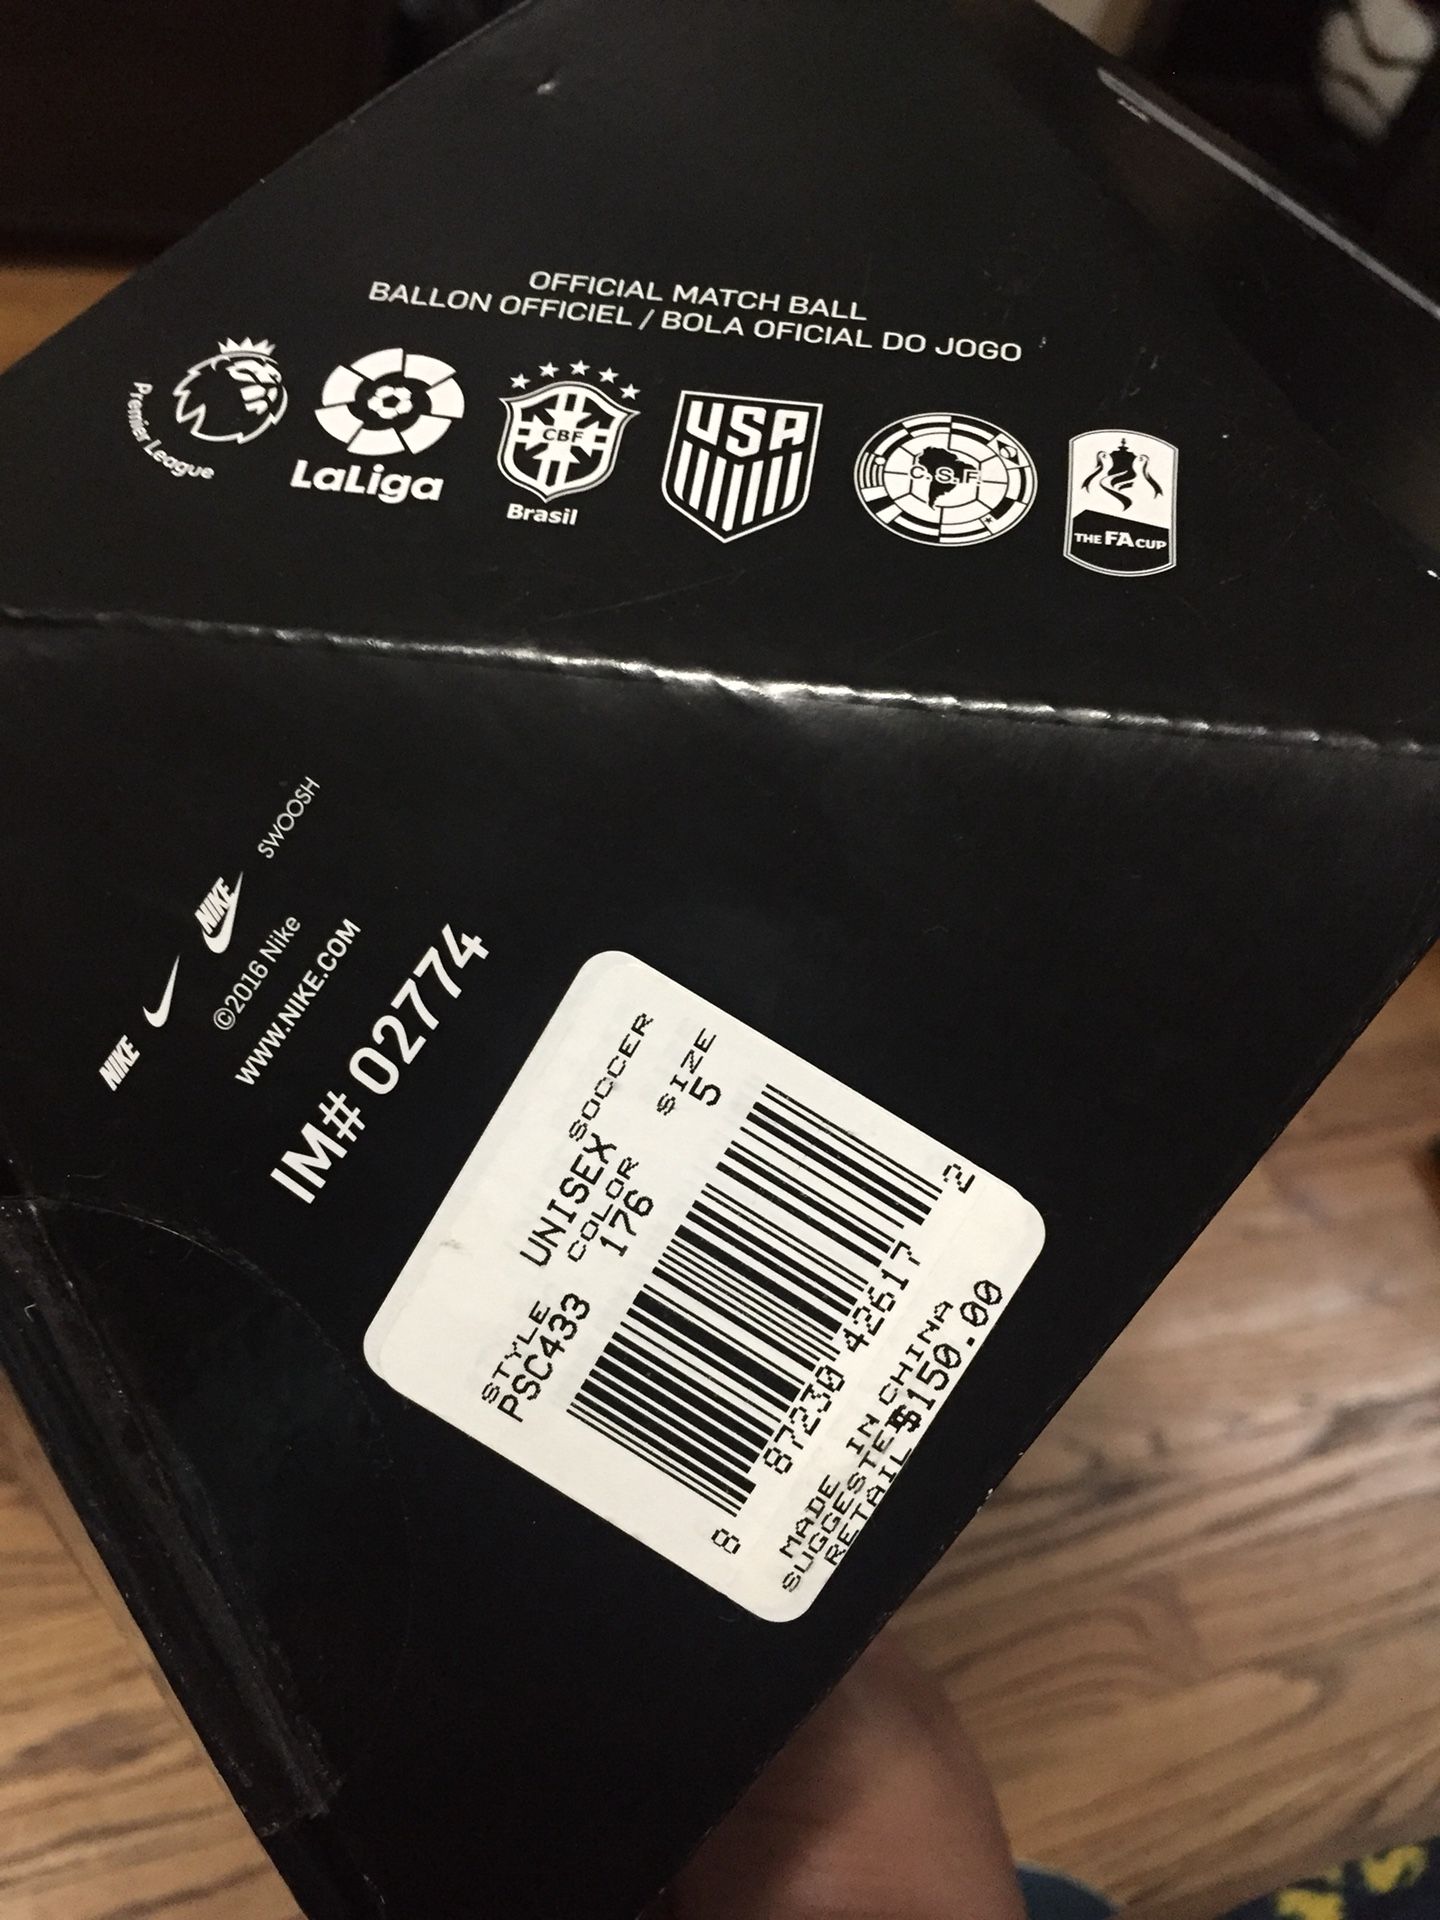 OFFICIAL MATCH BALL
BALLON OFFICIEL / BOLA OFICIAL DO JOGO
Premier League
LaLiga
CBF
Brasil
USA
C.S.F.
THE FA CUP
NIKE
NIKE
SWOOSH
©2016 Nike
WWW.NIKE.COM
IM# 02774
SOCCER
UNISEX
STYLE COLOR SIZE
PSC433 176 5
8 87230 42617 2
MADE IN CHINA
SUGGESTED
RETAIL $150.00